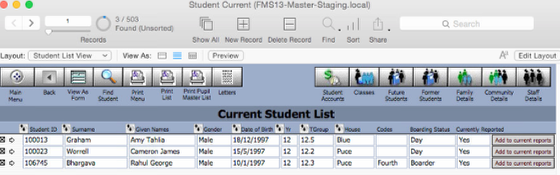 Student Current (FMS13-Master-Staging.local)
1
3 / 503
Found (Unsorted)
Records
Show All
New Record
Delete Record
Find
Sort
Share
Search
Layout: Student List View
View As:
Preview
Edit Layout
Main Menu
Back
View As Form
Find Student
Print Menu
Print List
Print Pupil Master List
Letters
Student Accounts
Classes
Future Students
Former Students
Family Details
Community Details
Staff Details
Current Student List
Student ID Surname Given Names Gender Date of Birth Yr TGroup House Codes Boarding Status Currently Reported
100013 Graham Amy Tahlia Male 18/12/1997 12 12.5 Blue Day Yes Add to current reports
100023 Worrell Cameron James Male 15/5/1997 12 12.2 Puce Day Yes Add to current reports
106745 Bhargava Rahul George Male 10/1/1997 12 12.3 Puce Fourth Boarder Yes Add to current reports